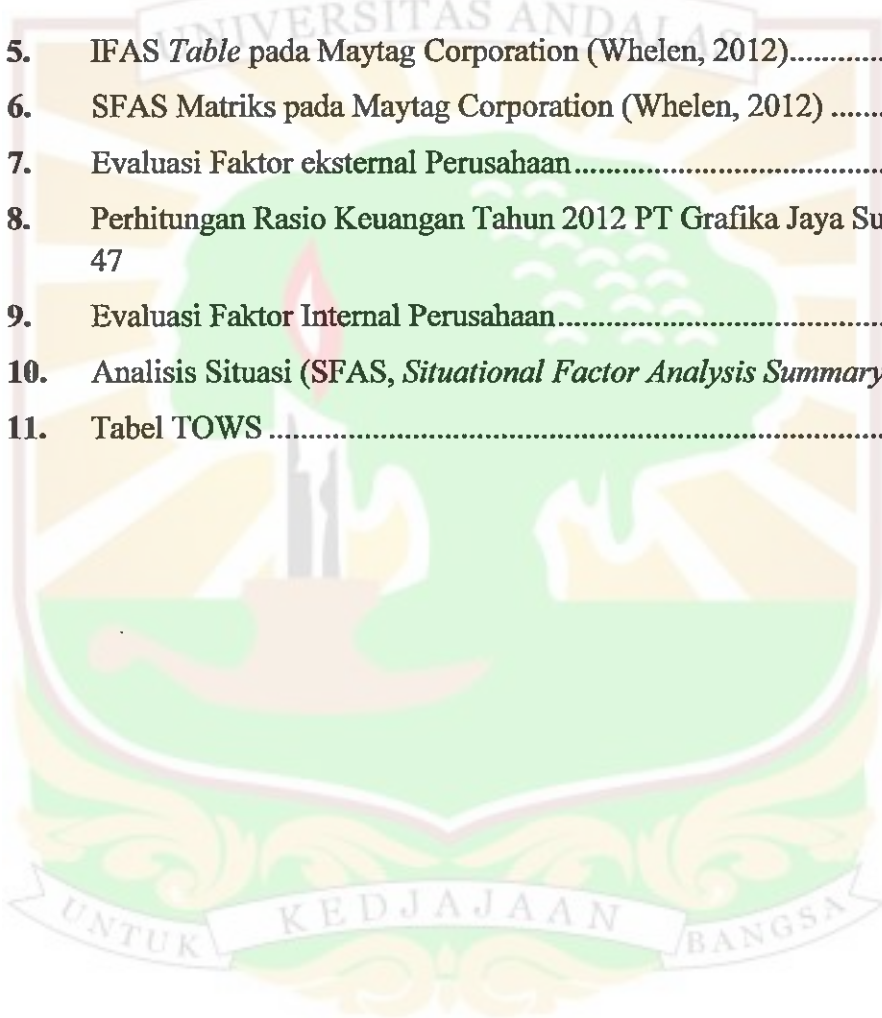 UNIVERSITAS ANDALAS
5. IFAS Table pada Maytag Corporation (Whelen, 2012).............
6. SFAS Matriks pada Maytag Corporation (Whelen, 2012) ........
7. Evaluasi Faktor eksternal Perusahaan..........................................
8. Perhitungan Rasio Keuangan Tahun 2012 PT Grafika Jaya Su
47
9. Evaluasi Faktor Internal Perusahaan............................................
10. Analisis Situasi (SFAS, Situational Factor Analysis Summary
11. Tabel TOWS ................................................................................
UNTUK KEDJAJAAN BANGSA